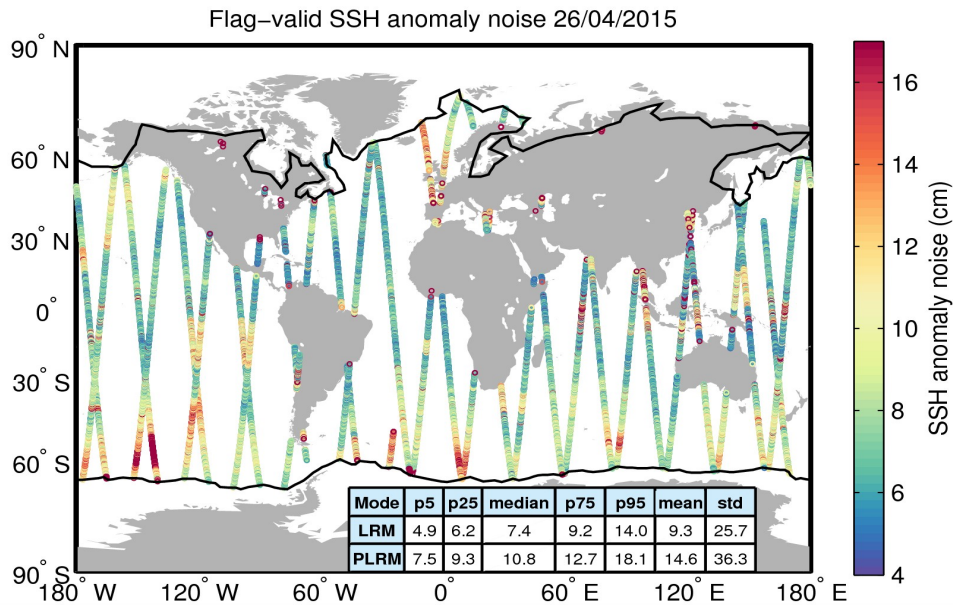 Flag−valid SSH anomaly noise 26/04/2015
90° N
60° N
30° N
0°
30° S
60° S
90° S
180° W 120° W 60° W 0° 60° E 120° E 180° E
Mode p5 p25 median p75 p95 mean std
LRM 4.9 6.2 7.4 9.2 14.0 9.3 25.7
PLRM 7.5 9.3 10.8 12.7 18.1 14.6 36.3
16
14
12
10
8
6
4
SSH anomaly noise (cm)